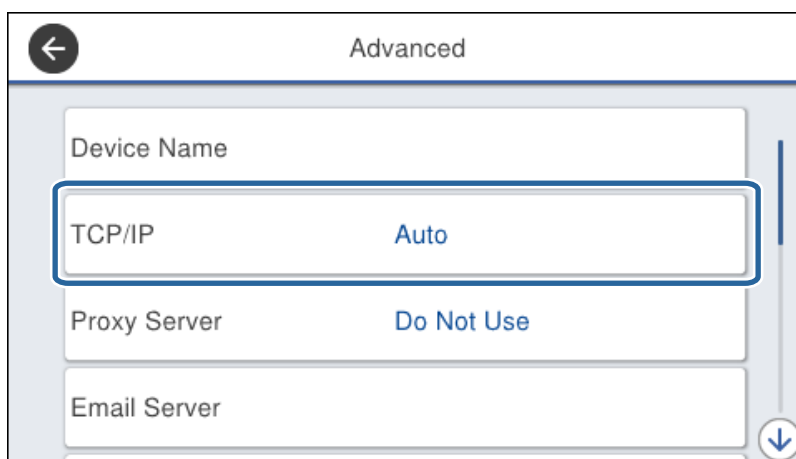 Advanced
Device Name
TCP/IP Auto
Proxy Server Do Not Use
Email Server